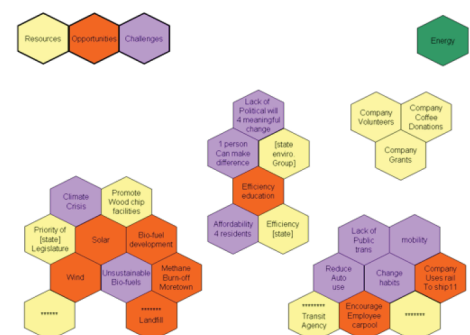 Resources
Opportunities
Challenges
Energy
Lack of
Political will
4 meaningful
change
1 person
Can make
difference
[state
enviro.
Group]
Efficiency
education
Affordability
4 residents
Efficiency
[state]
Company
Volunteers
Company
Coffee
Donations
Company
Grants
Climate
Crisis
Promote
Wood chip
facilities
Priority of
[state]
Legislature
Solar
Bio-fuel
development
Wind
Unsustainable
Bio-fuels
Methane
Burn-off
Moretown
******
*******
Landfill
Lack of
Public
trans
mobility
Reduce
Auto
use
Change
habits
Company
Uses rail
To ship11
********
Transit
Agency
Encourage
Employee
carpool
*******